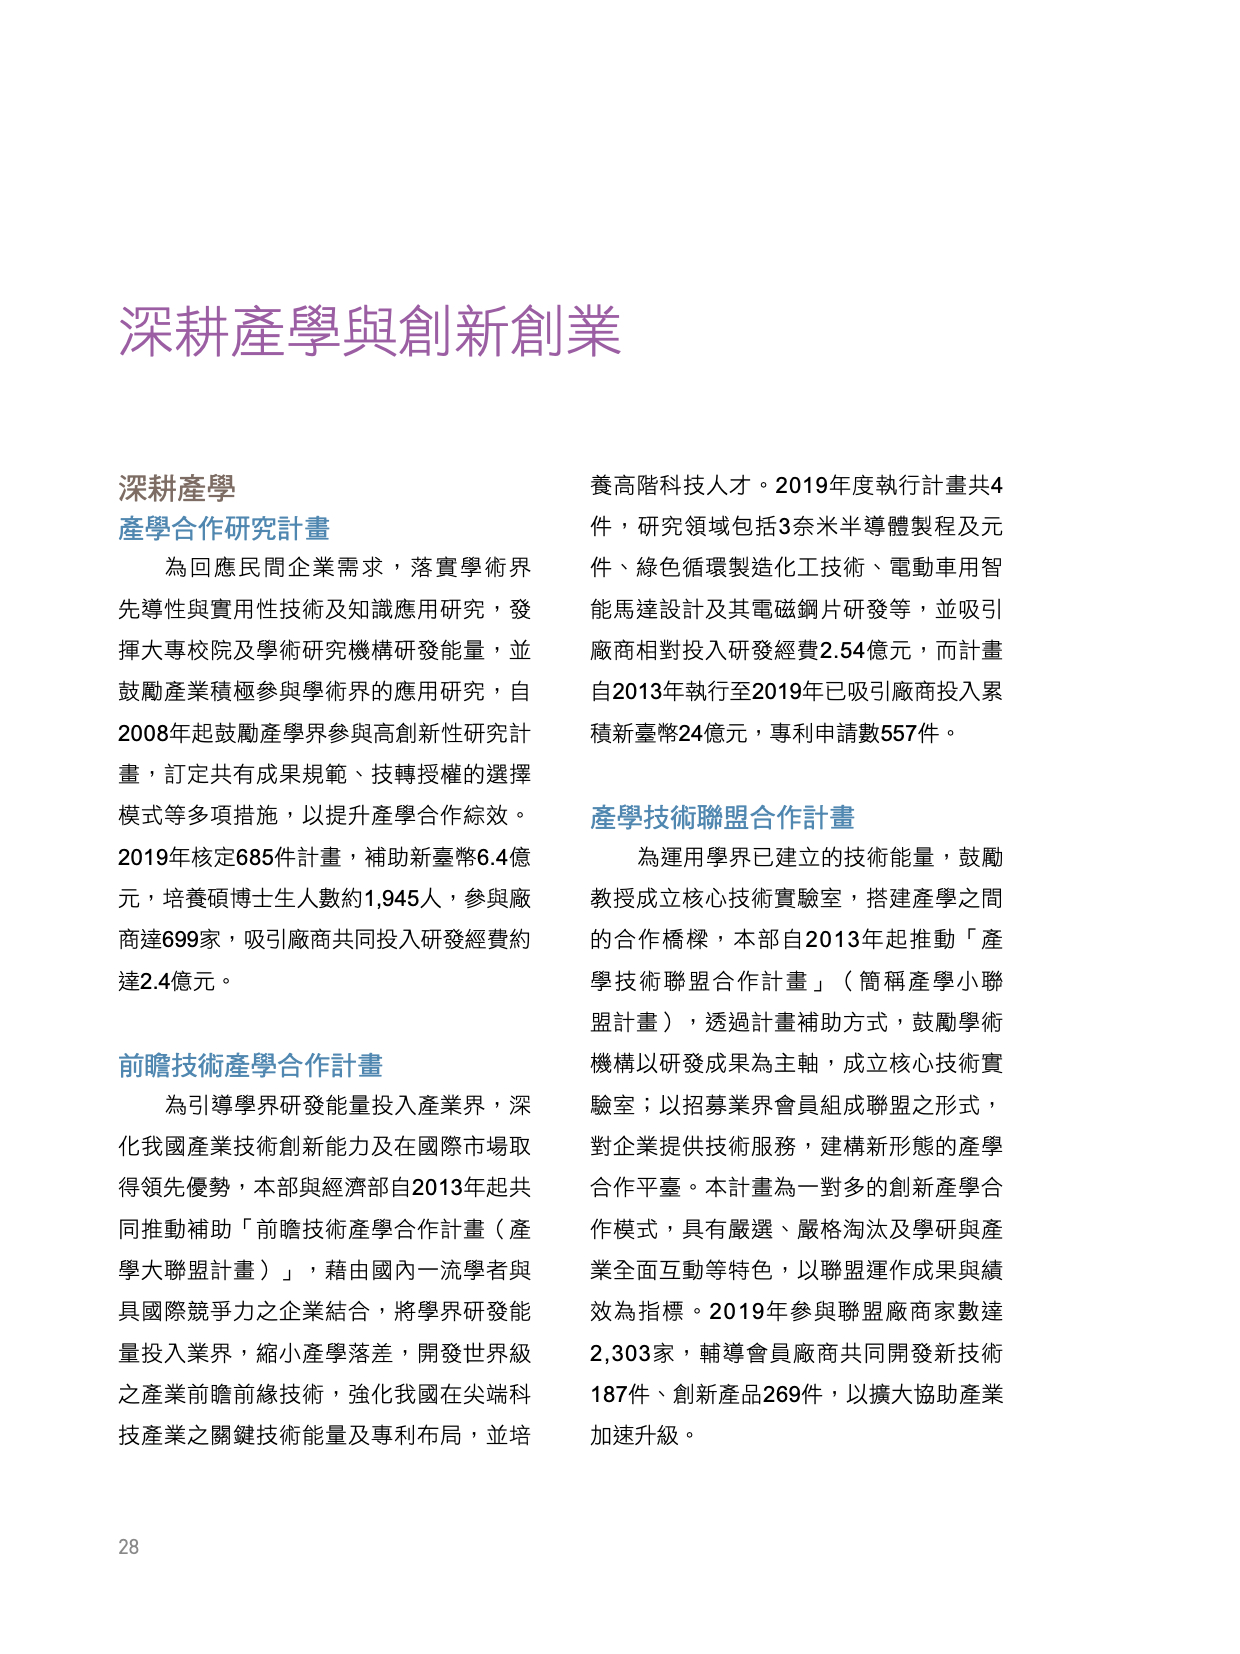 深耕產學與創新創業
深耕產學
產學合作研究計畫
為回應民間企業需求，落實學術界
先導性與實用性技術及知識應用研究，發
揮大專校院及學術研究機構研發能量，並
鼓勵產業積極參與學術界的應用研究，自
2008年起鼓勵產學界參與高創新性研究計
畫，訂定共有成果規範、技轉授權的選擇
模式等多項措施，以提升產學合作綜效。
2019年核定685件計畫，補助新臺幣6.4億
元，培養碩博士生人數約1,945人，參與廠
商達699家，吸引廠商共同投入研發經費約
達2.4億元。
前瞻技術產學合作計畫
為引導學界研發能量投入產業界，深
化我國產業技術創新能力及在國際市場取
得領先優勢，本部與經濟部自2013年起共
同推動補助「前瞻技術產學合作計畫（產
學大聯盟計畫）」，藉由國內一流學者與
具國際競爭力之企業結合，將學界研發能
量投入業界，縮小產學落差，開發世界級
之產業前瞻前緣技術，強化我國在尖端科
技產業之關鍵技術能量及專利布局，並培
養高階科技人才。2019年度執行計畫共4
件，研究領域包括3奈米半導體製程及元
件、綠色循環製造化工技術、電動車用智
能馬達設計及其電磁鋼片研發等，並吸引
廠商相對投入研發經費2.54億元，而計畫
自2013年執行至2019年已吸引廠商投入累
積新臺幣24億元，專利申請數557件。
產學技術聯盟合作計畫
為運用學界已建立的技術能量，鼓勵
教授成立核心技術實驗室，搭建產學之間
的合作橋樑，本部自2013年起推動「產
學技術聯盟合作計畫」（簡稱產學小聯
盟計畫），透過計畫補助方式，鼓勵學術
機構以研發成果為主軸，成立核心技術實
驗室；以招募業界會員組成聯盟之形式，
對企業提供技術服務，建構新形態的產學
合作平臺。本計畫為一對多的創新產學合
作模式，具有嚴選、嚴格淘汰及學研與產
業全面互動等特色，以聯盟運作成果與績
效為指標。2019年參與聯盟廠商家數達
2,303家，輔導會員廠商共同開發新技術
187件、創新產品269件，以擴大協助產業
加速升級。
28